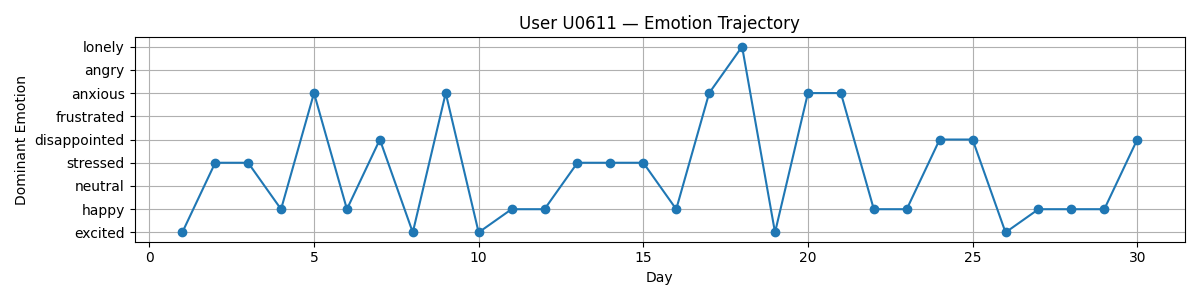 User U0611 — Emotion Trajectory
Dominant Emotion
lonely
angry
anxious
frustrated
disappointed
stressed
neutral
happy
excited
0 5 10 15 20 25 30
Day